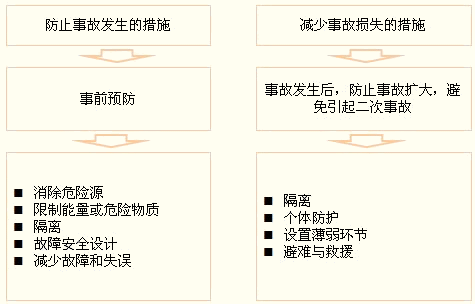 防止事故发生的措施
事前预防
■ 消除危险源
■ 限制能量或危险物质
■ 隔离
■ 故障安全设计
■ 减少故障和失误
减少事故损失的措施
事故发生后，防止事故扩大，避
免引起二次事故
■ 隔离
■ 个体防护
■ 设置薄弱环节
■ 避难与救援